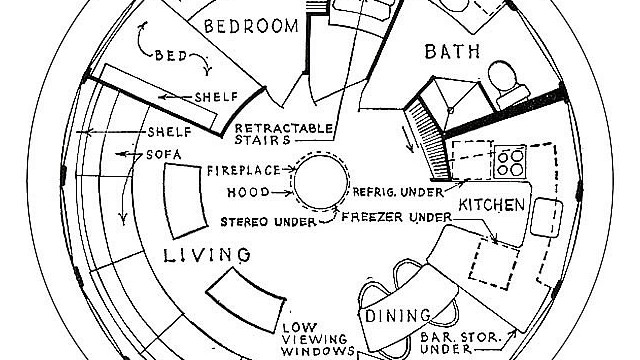 BEDROOM
BED
BATH
SHELF
SHELF
SOFA
RETRACTABLE
STAIRS
FIREPLACE
HOOD
REFRIG. UNDER
STEREO UNDER
FREEZER UNDER
KITCHEN
LIVING
DINING
LOW
VIEWING
WINDOWS
BAR. STOR.
UNDER